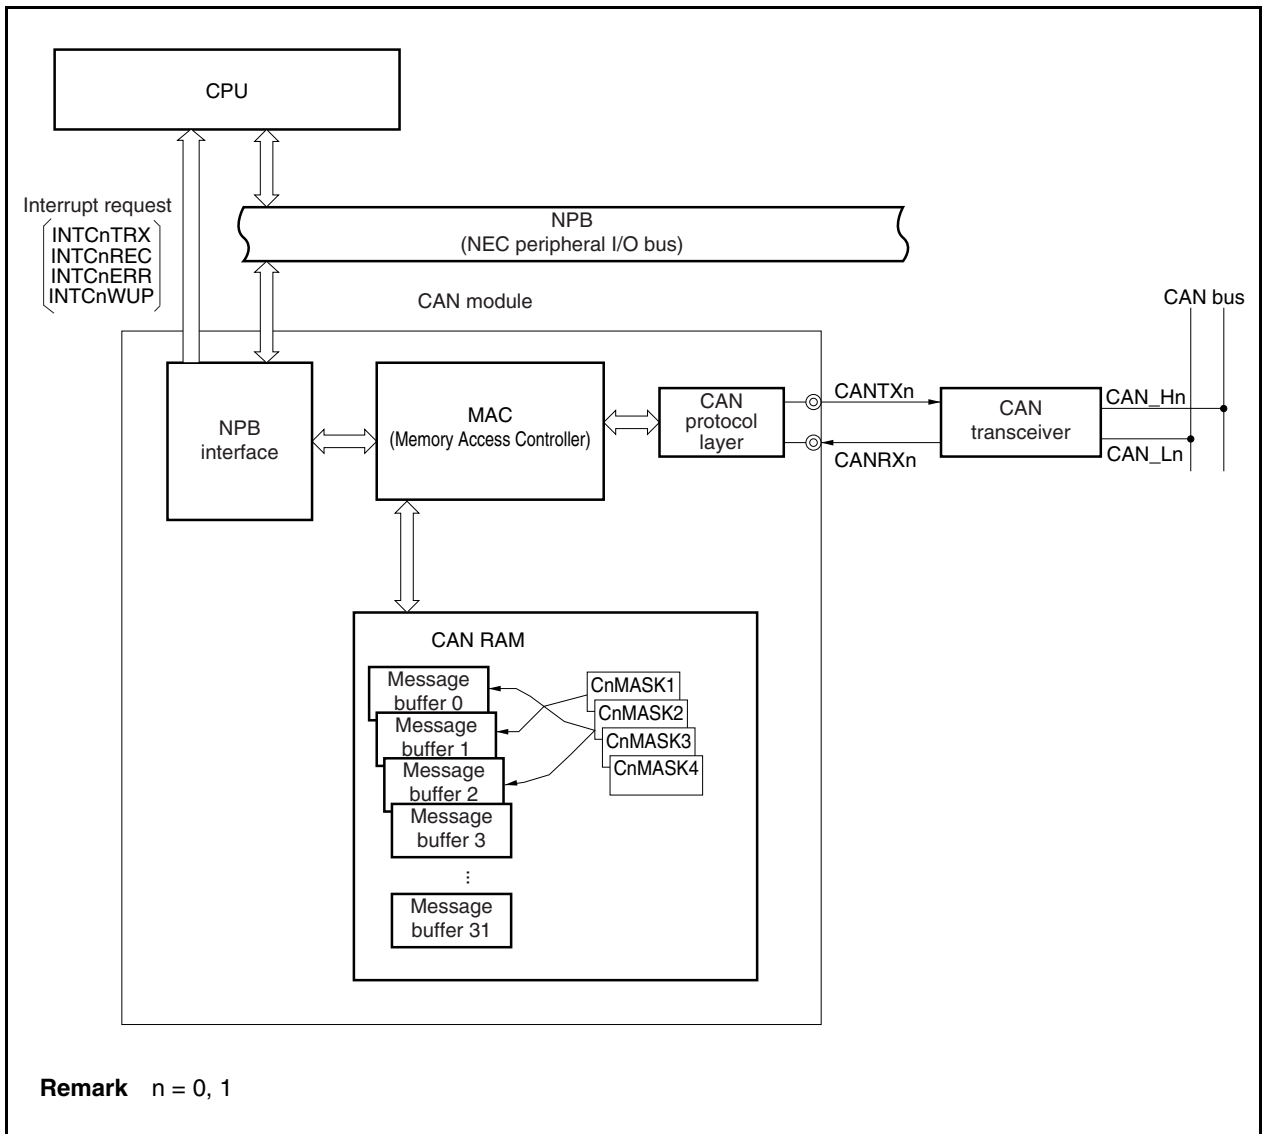 CPU
Interrupt request
INTCnTRX
INTCnREC
INTCnERR
INTCnWUP
NPB
(NEC peripheral I/O bus)
CAN module
CAN bus
NPB
interface
MAC
(Memory Access Controller)
CAN
protocol
layer
CANTXn
CANRXn
CAN
transceiver
CAN_Hn
CAN_Ln
CAN RAM
Message
buffer 0
Message
buffer 1
Message
buffer 2
Message
buffer 3
...
Message
buffer 31
CnMASK1
CnMASK2
CnMASK3
CnMASK4
Remark n = 0, 1